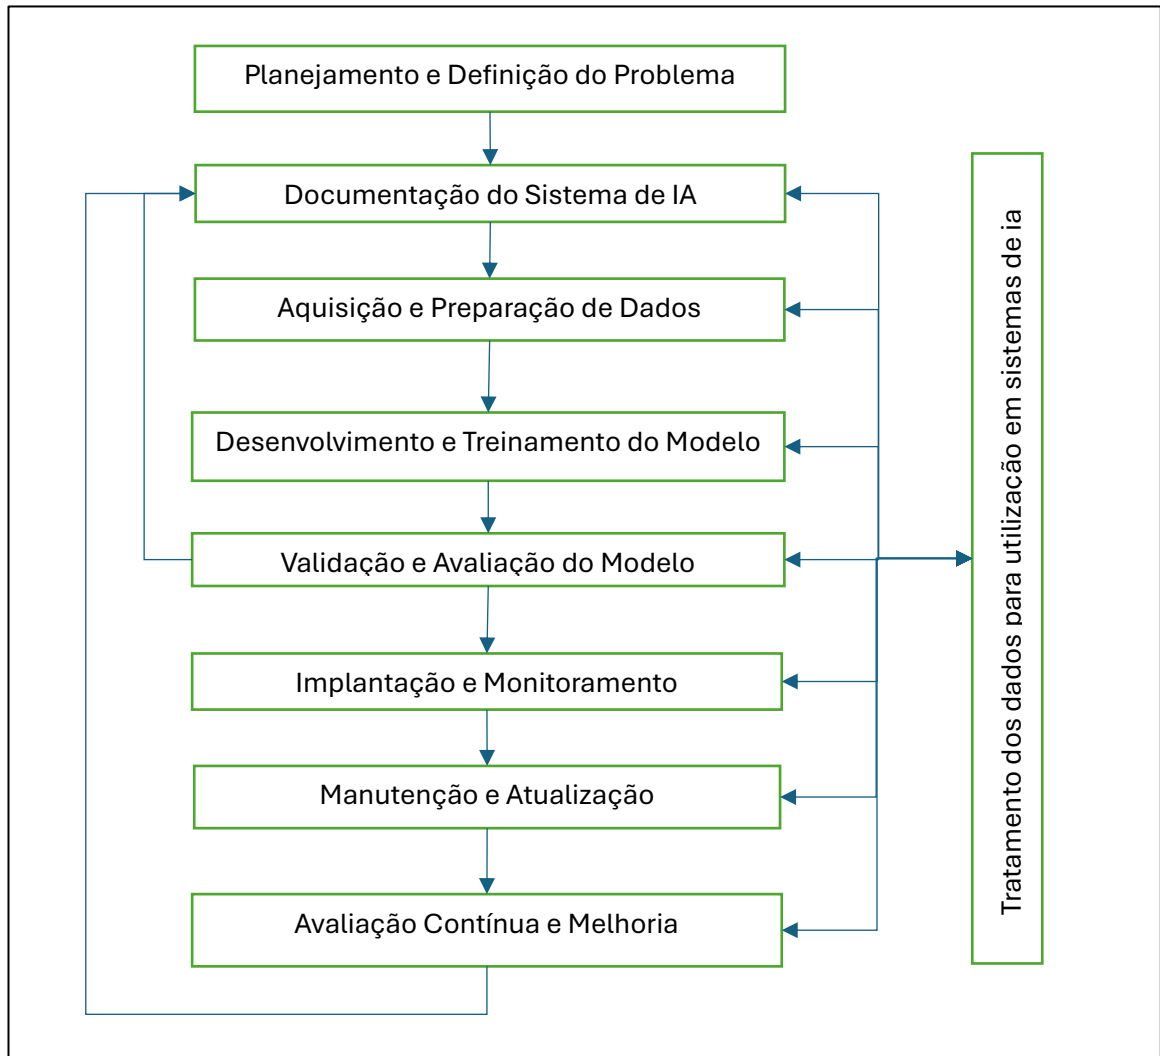 Planejamento e Definição do Problema
Documentação do Sistema de IA
Aquisição e Preparação de Dados
Desenvolvimento e Treinamento do Modelo
Validação e Avaliação do Modelo
Implantação e Monitoramento
Manutenção e Atualização
Avaliação Contínua e Melhoria
Tratamento dos dados para utilização em sistemas de ia